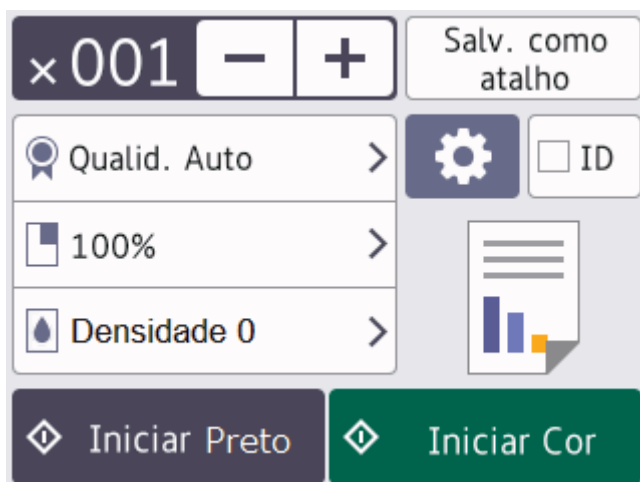 ×001 − +
Salv. como
atalho
Qualid. Auto
ID
100%
Densidade 0
Iniciar Preto
Iniciar Cor